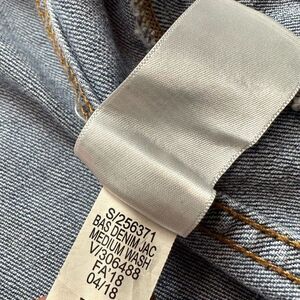 S/256371
BAS DENIM JAC
MEDIUM WASH
V/306488
FA'18
04/18